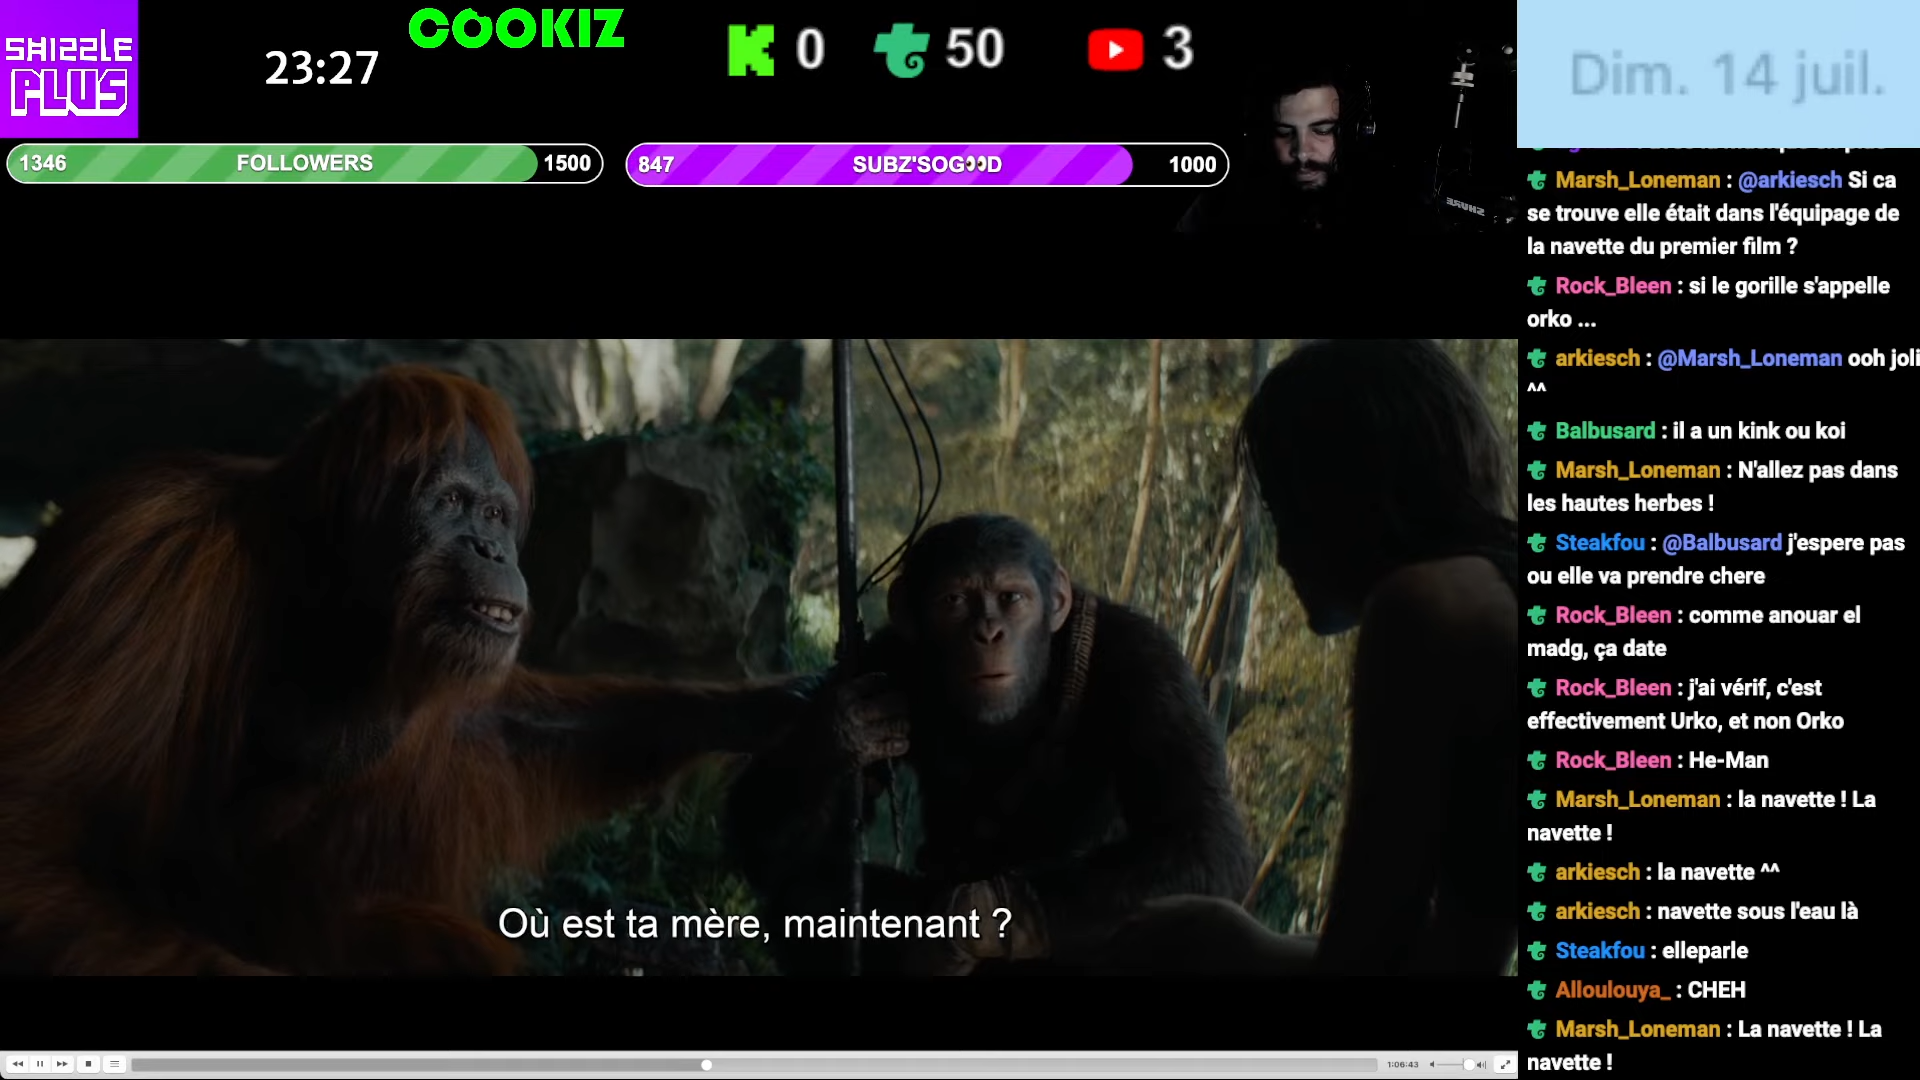 SHIZZLE
PLUS
23:27
COOKIZ
0
50
3
1346 FOLLOWERS 1500
847 SUBZ'SOG👀D 1000
SHURE
Dim. 14 juil.
Marsh_Loneman : @arkiesch Si ca
se trouve elle était dans l'équipage de
la navette du premier film ?
Rock_Bleen : si le gorille s'appelle
orko ...
arkiesch : @Marsh_Loneman ooh joli
^^
Balbusard : il a un kink ou koi
Marsh_Loneman : N'allez pas dans
les hautes herbes !
Steakfou : @Balbusard j'espere pas
ou elle va prendre chere
Rock_Bleen : comme anouar el
madg, ça date
Rock_Bleen : j'ai vérif, c'est
effectivement Urko, et non Orko
Rock_Bleen : He-Man
Marsh_Loneman : la navette ! La
navette !
arkiesch : la navette ^^
arkiesch : navette sous l'eau là
Steakfou : elleparle
Alloulouya_ : CHEH
Marsh_Loneman : La navette ! La
navette !
Où est ta mère, maintenant ?
1:06:43